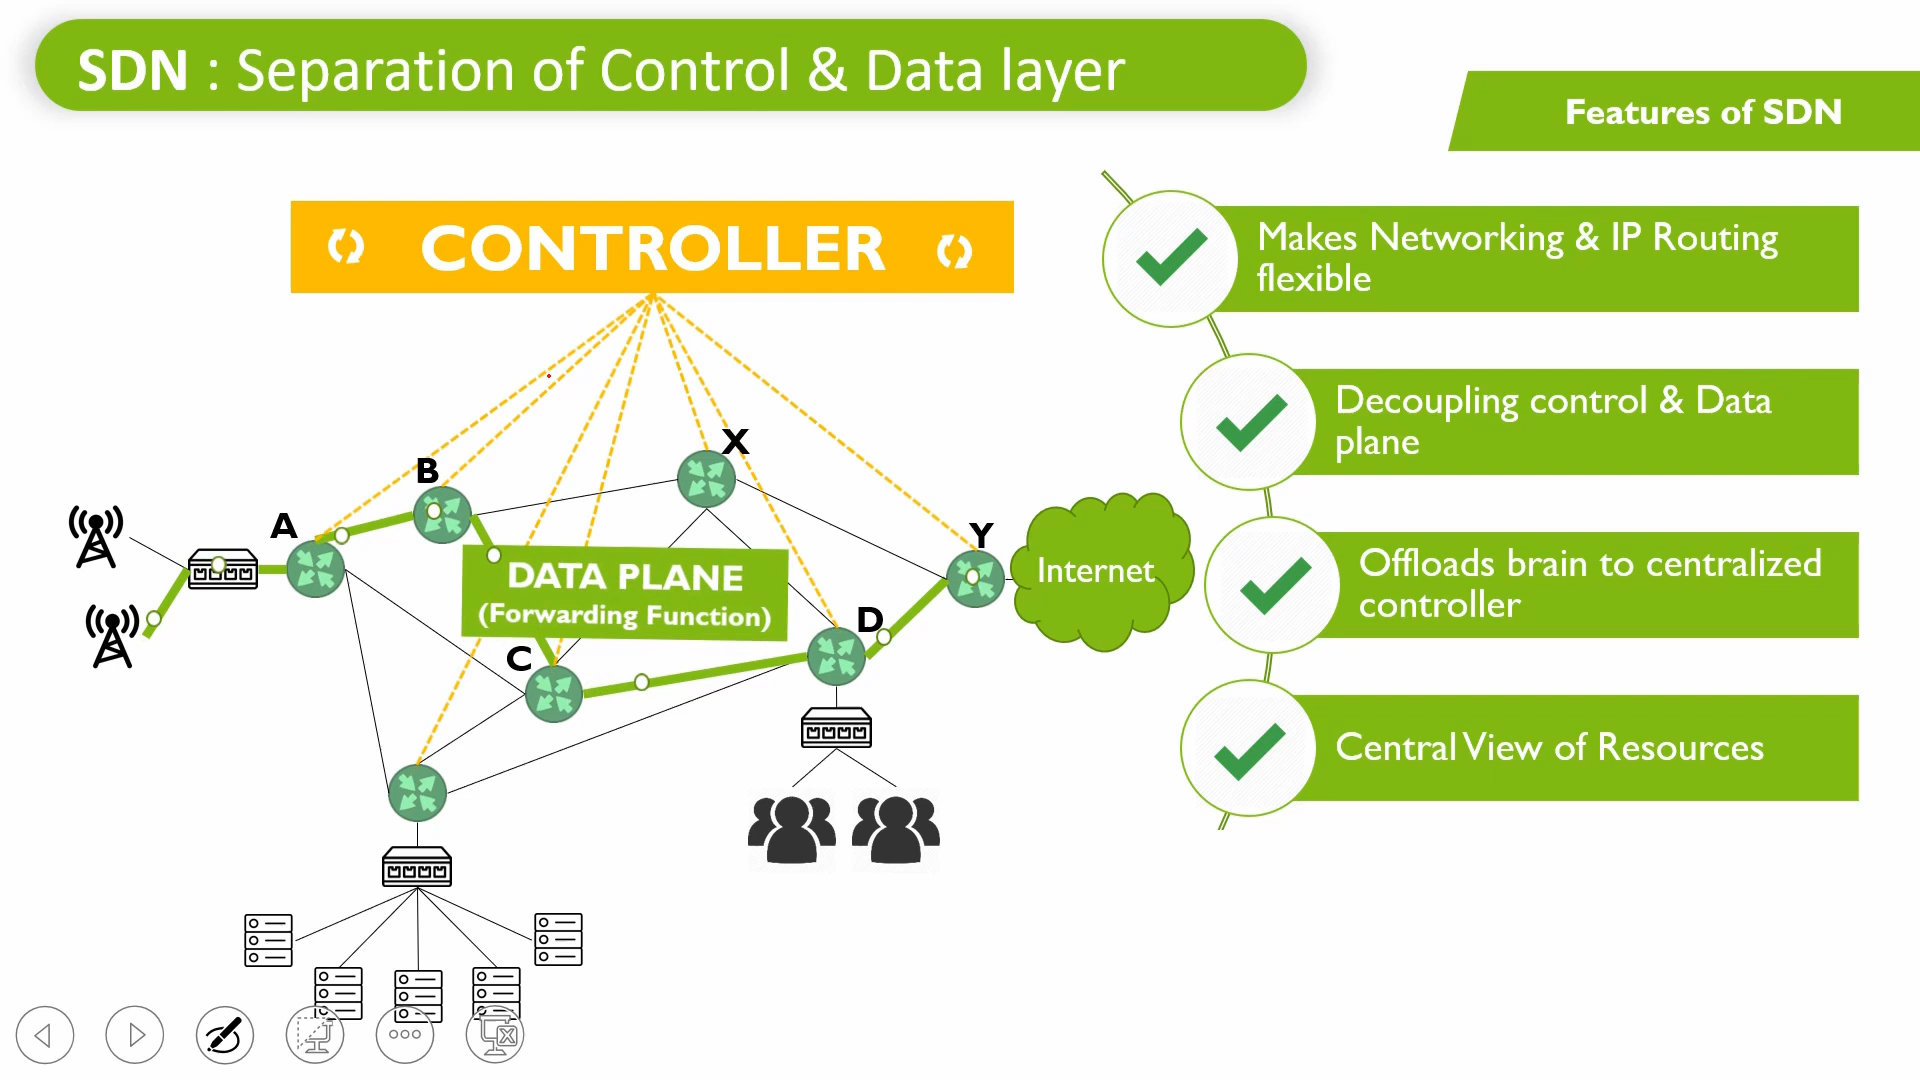 SDN : Separation of Control & Data layer
Features of SDN
CONTROLLER
Makes Networking & IP Routing
flexible
Decoupling control & Data
plane
Offloads brain to centralized
controller
Central View of Resources
X
B
A
Y
Internet
DATA PLANE
(Forwarding Function)
D
C